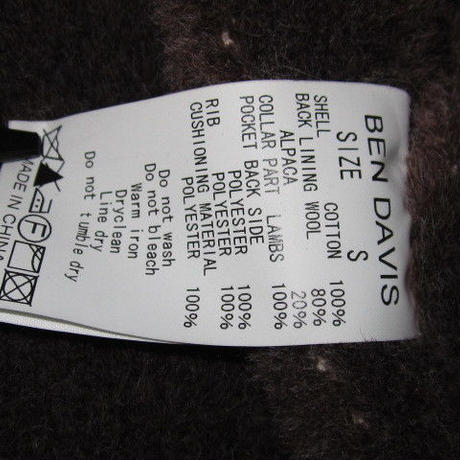 BEN DAVIS
SIZE S
SHELL COTTON 100%
BACK LINING WOOL 80%
ALPACA 20%
COLLAR PART LAMBS 100%
POCKET BACK SIDE
POLYESTER 100%
RIB POLYESTER 100%
CUSHIONING MATERIAL
POLYESTER 100%
Do not wash
Do not bleach
Warm iron
Dryclean
Line dry
Do not tumble dry
MADE IN CHINA